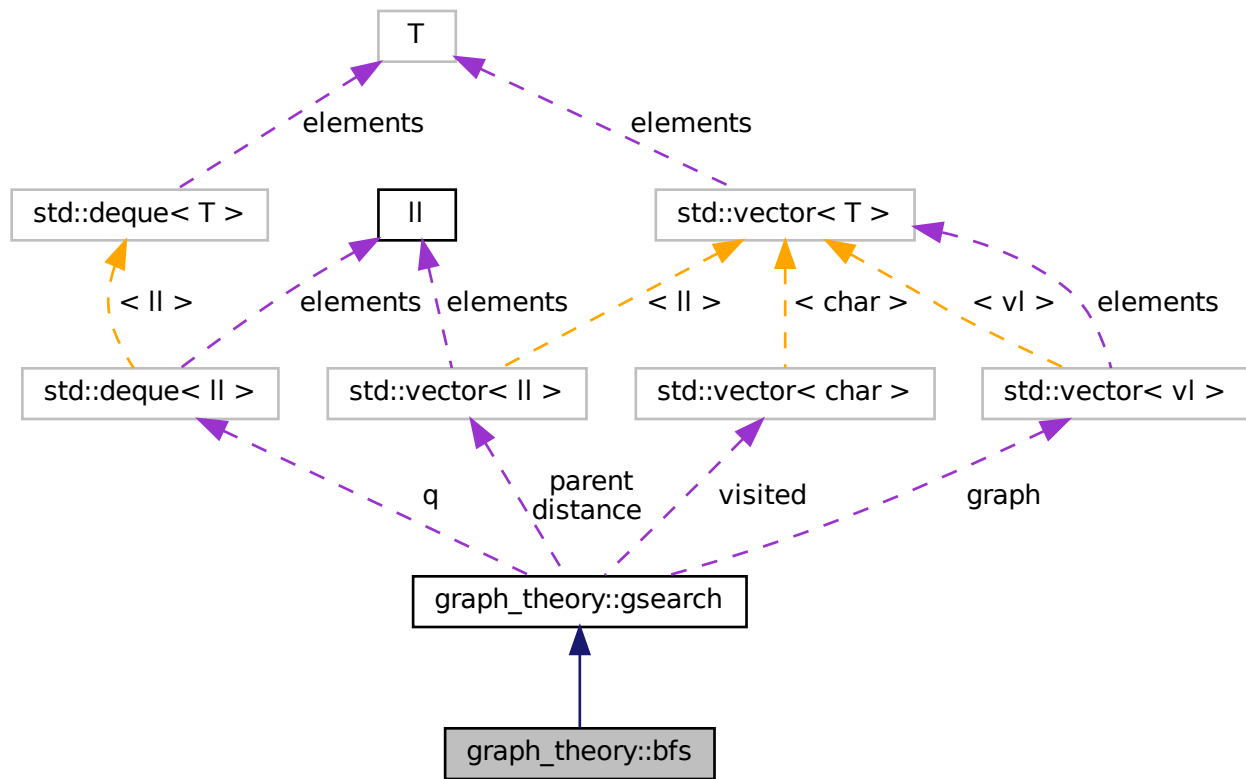 T
elements
elements
std::deque< T >
ll
std::vector< T >
< ll >
elements
elements
< ll >
< char >
< vl >
elements
std::deque< ll >
std::vector< ll >
std::vector< char >
std::vector< vl >
q
parent
distance
visited
graph
graph_theory::gsearch
graph_theory::bfs